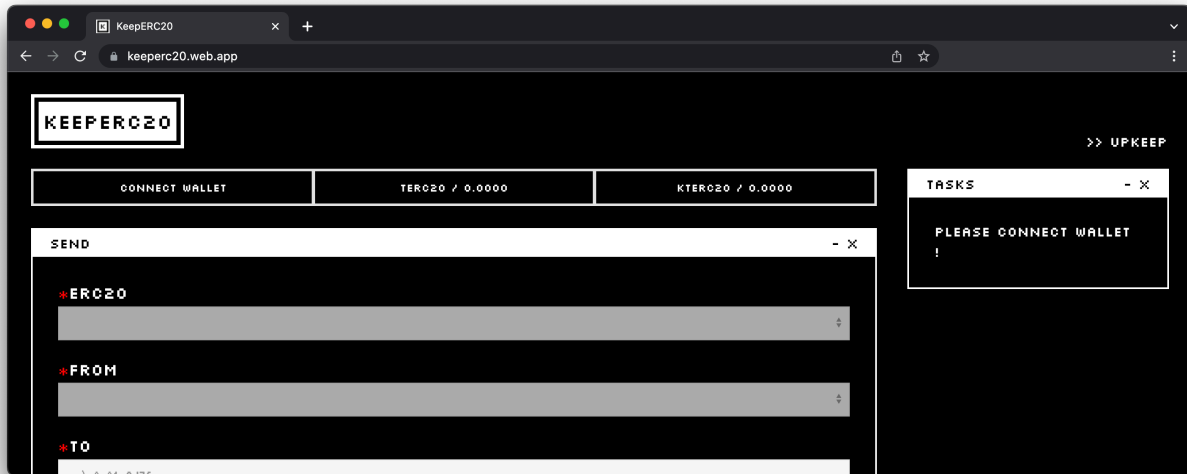 KeepERC20
keeperc20.web.app
KEEPERC20
>> UPKEEP
CONNECT WALLET
TERC20 / 0.0000
KTERC20 / 0.0000
TASKS - X
PLEASE CONNECT WALLET
!
SEND - X
*ERC20
*FROM
*TO